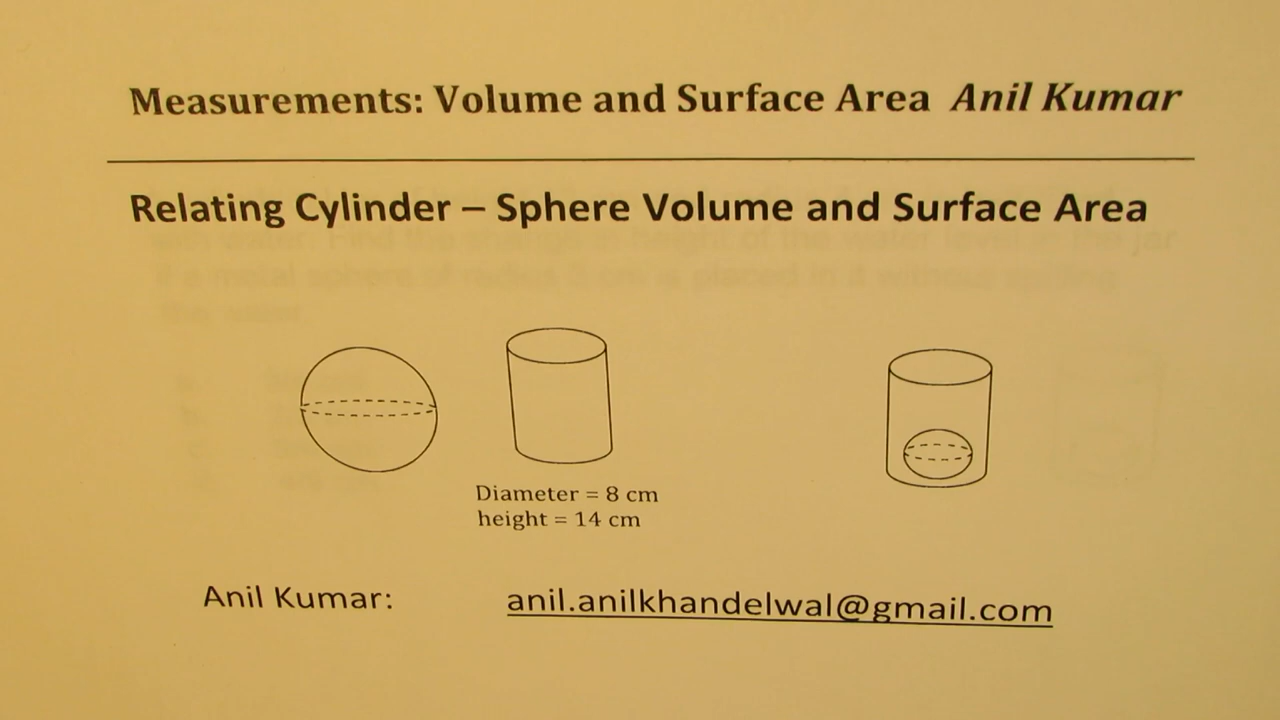 Measurements: Volume and Surface Area Anil Kumar
Relating Cylinder – Sphere Volume and Surface Area
Diameter = 8 cm
height = 14 cm
Anil Kumar: anil.anilkhandelwal@gmail.com